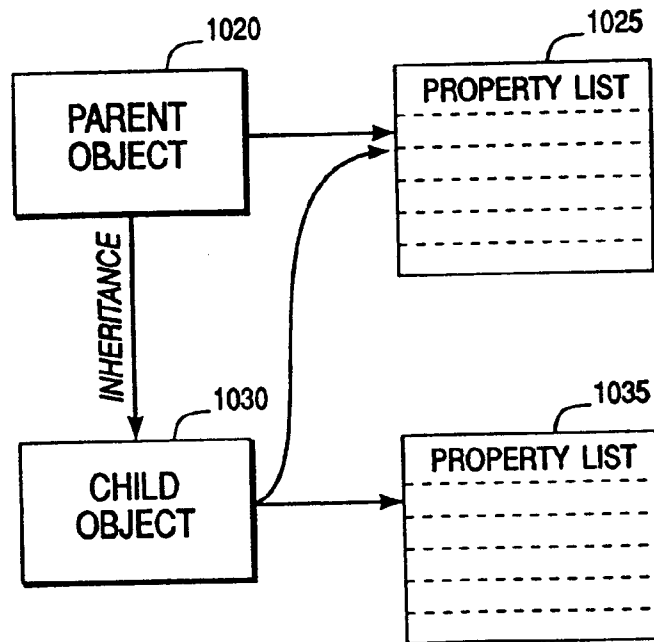 1020
PARENT
OBJECT
1025
PROPERTY LIST
INHERITANCE
1030
CHILD
OBJECT
1035
PROPERTY LIST